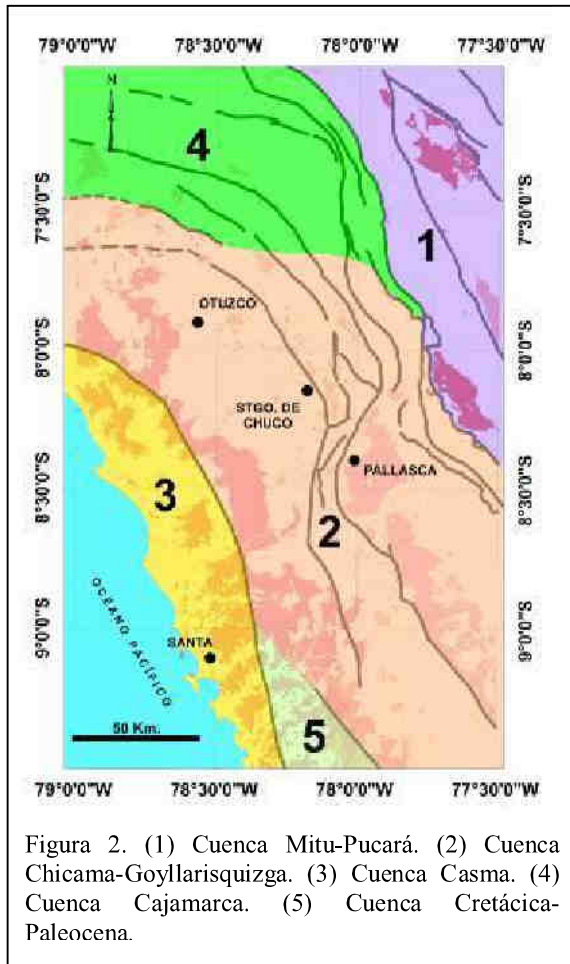 79°0'0"W 78°30'0"W 78°0'0"W 77°30'0"W
N
4
1
7°30'0"S 7°30'0"S
OTUZCO
8°0'0"S 8°0'0"S
STGO. DE
CHUCO
PALLASCA
3
8°30'0"S 8°30'0"S
2
OCÉANO PACÍFICO
9°0'0"S 9°0'0"S
SANTA
50 Km.
5
79°0'0"W 78°30'0"W 78°0'0"W 77°30'0"W
Figura 2. (1) Cuenca Mitu-Pucará. (2) Cuenca
Chicama-Goyllarisquizga. (3) Cuenca Casma. (4)
Cuenca Cajamarca. (5) Cuenca Cretácica-
Paleocena.